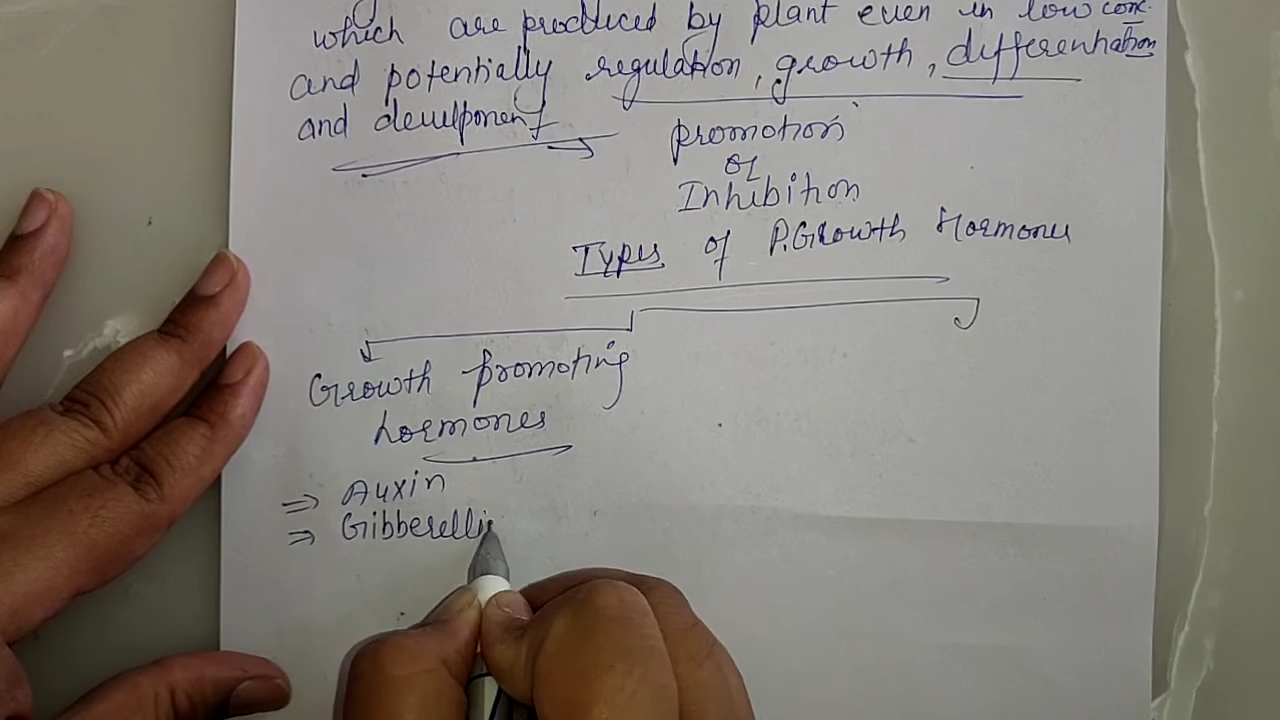 which are produced by plant even in low conc.
and potentially regulation, growth, differentiation
and development
promotion
or
Inhibition
Types of P.Growth Hormones
Growth promoting
hormones
⇒ Auxin
⇒ Gibberelli